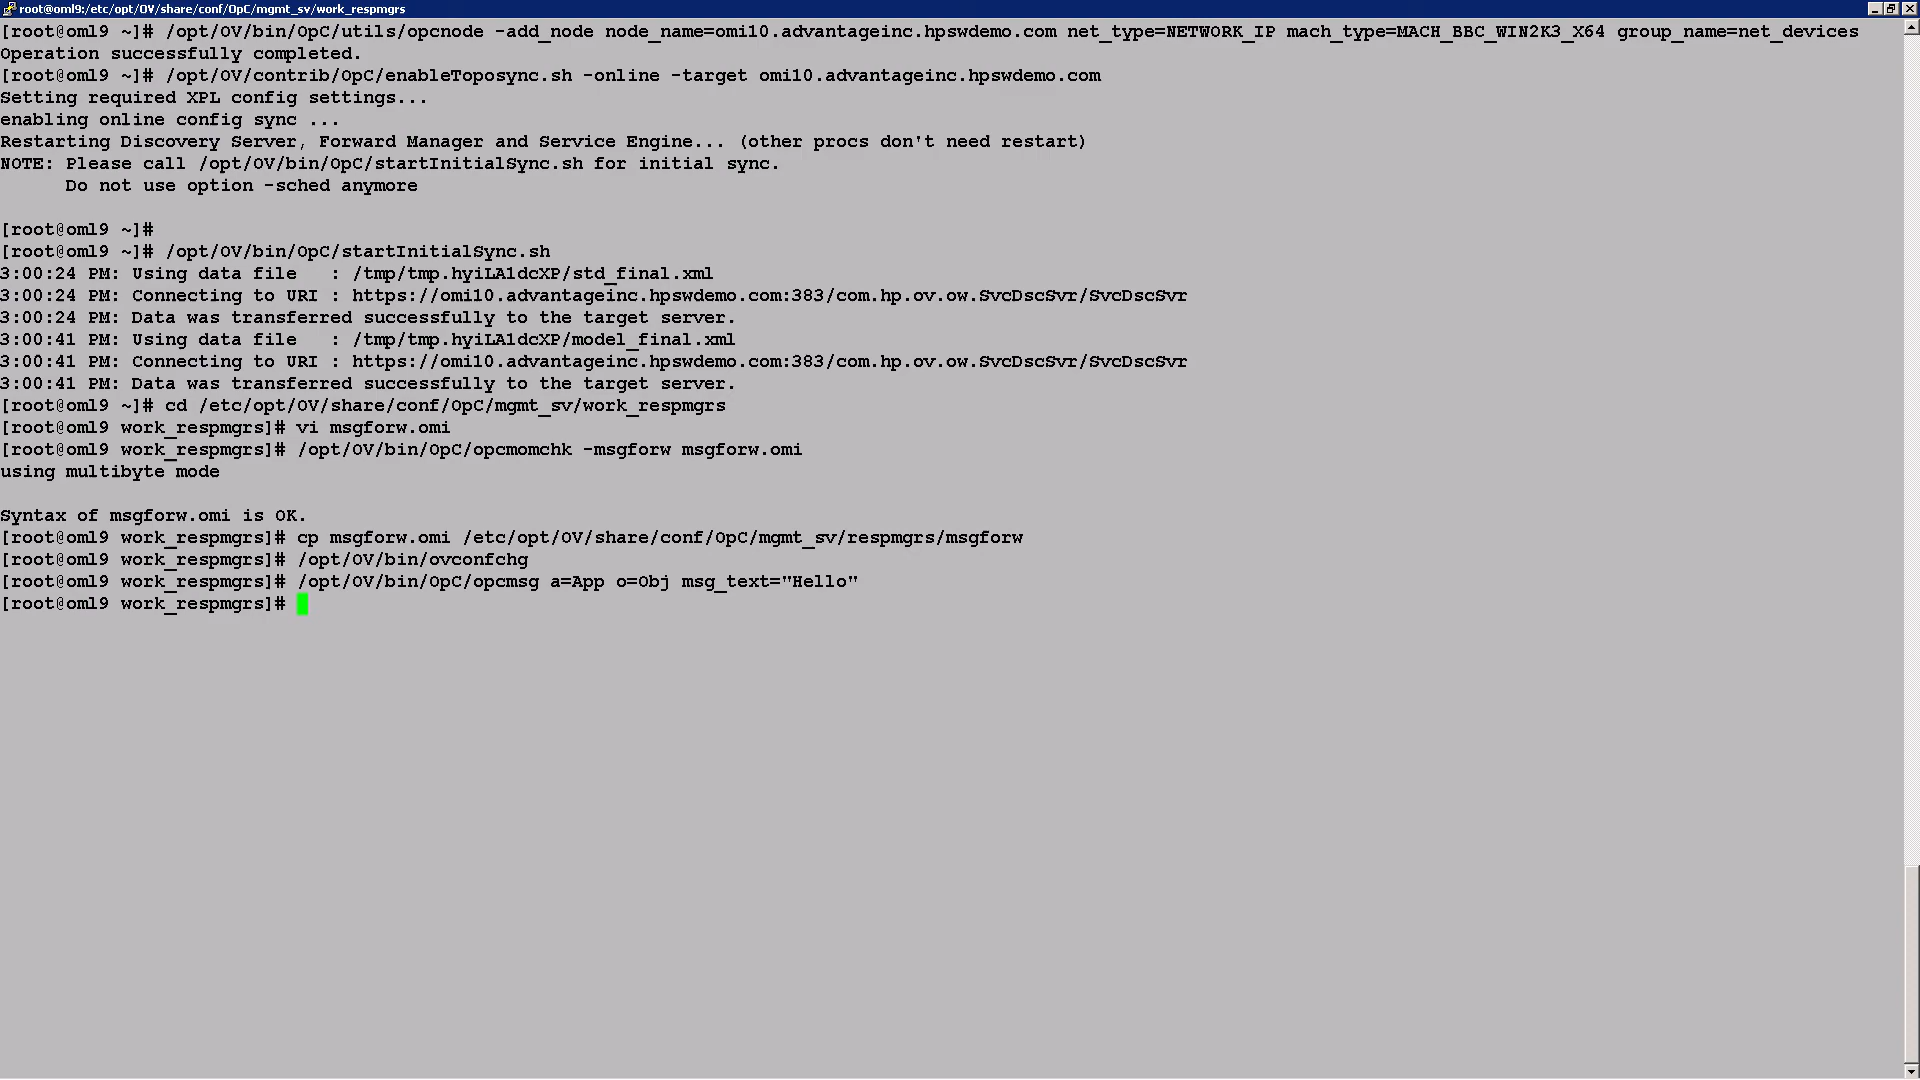 root@oml9:/etc/opt/OV/share/conf/OpC/mgmt_sv/work_respmgrs
[root@oml9 ~]# /opt/OV/bin/OpC/utils/opcnode -add_node node_name=omi10.advantageinc.hpswdemo.com net_type=NETWORK_IP mach_type=MACH_BBC_WIN2K3_X64 group_name=net_devices
Operation successfully completed.
[root@oml9 ~]# /opt/OV/contrib/OpC/enableToposync.sh -online -target omi10.advantageinc.hpswdemo.com
Setting required XPL config settings...
enabling online config sync ...
Restarting Discovery Server, Forward Manager and Service Engine... (other procs don't need restart)
NOTE: Please call /opt/OV/bin/OpC/startInitialSync.sh for initial sync.
Do not use option -sched anymore
[root@oml9 ~]#
[root@oml9 ~]# /opt/OV/bin/OpC/startInitialSync.sh
3:00:24 PM: Using data file   : /tmp/tmp.hyiLA1dcXP/std_final.xml
3:00:24 PM: Connecting to URI : https://omi10.advantageinc.hpswdemo.com:383/com.hp.ov.ow.SvcDscSvr/SvcDscSvr
3:00:24 PM: Data was transferred successfully to the target server.
3:00:41 PM: Using data file   : /tmp/tmp.hyiLA1dcXP/model_final.xml
3:00:41 PM: Connecting to URI : https://omi10.advantageinc.hpswdemo.com:383/com.hp.ov.ow.SvcDscSvr/SvcDscSvr
3:00:41 PM: Data was transferred successfully to the target server.
[root@oml9 ~]# cd /etc/opt/OV/share/conf/OpC/mgmt_sv/work_respmgrs
[root@oml9 work_respmgrs]# vi msgforw.omi
[root@oml9 work_respmgrs]# /opt/OV/bin/OpC/opcmomchk -msgforw msgforw.omi
using multibyte mode
Syntax of msgforw.omi is OK.
[root@oml9 work_respmgrs]# cp msgforw.omi /etc/opt/OV/share/conf/OpC/mgmt_sv/respmgrs/msgforw
[root@oml9 work_respmgrs]# /opt/OV/bin/ovconfchg
[root@oml9 work_respmgrs]# /opt/OV/bin/OpC/opcmsg a=App o=Obj msg_text="Hello"
[root@oml9 work_respmgrs]#